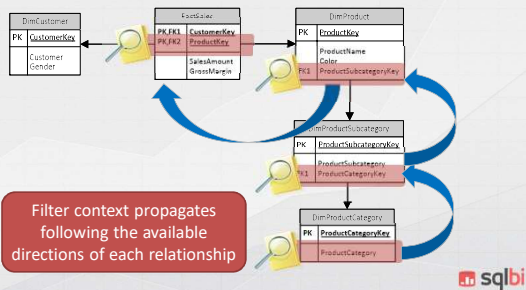 DimCustomer
PK CustomerKey
Customer
Gender
FactSales
PK,FK1 CustomerKey
PK,FK2 ProductKey
SalesAmount
GrossMargin
DimProduct
PK ProductKey
ProductName
Color
FK1 ProductSubcategoryKey
DimProductSubcategory
PK ProductSubcategoryKey
ProductSubcategory
FK1 ProductCategoryKey
DimProductCategory
PK ProductCategoryKey
ProductCategory
Filter context propagates
following the available
directions of each relationship
sqlbi